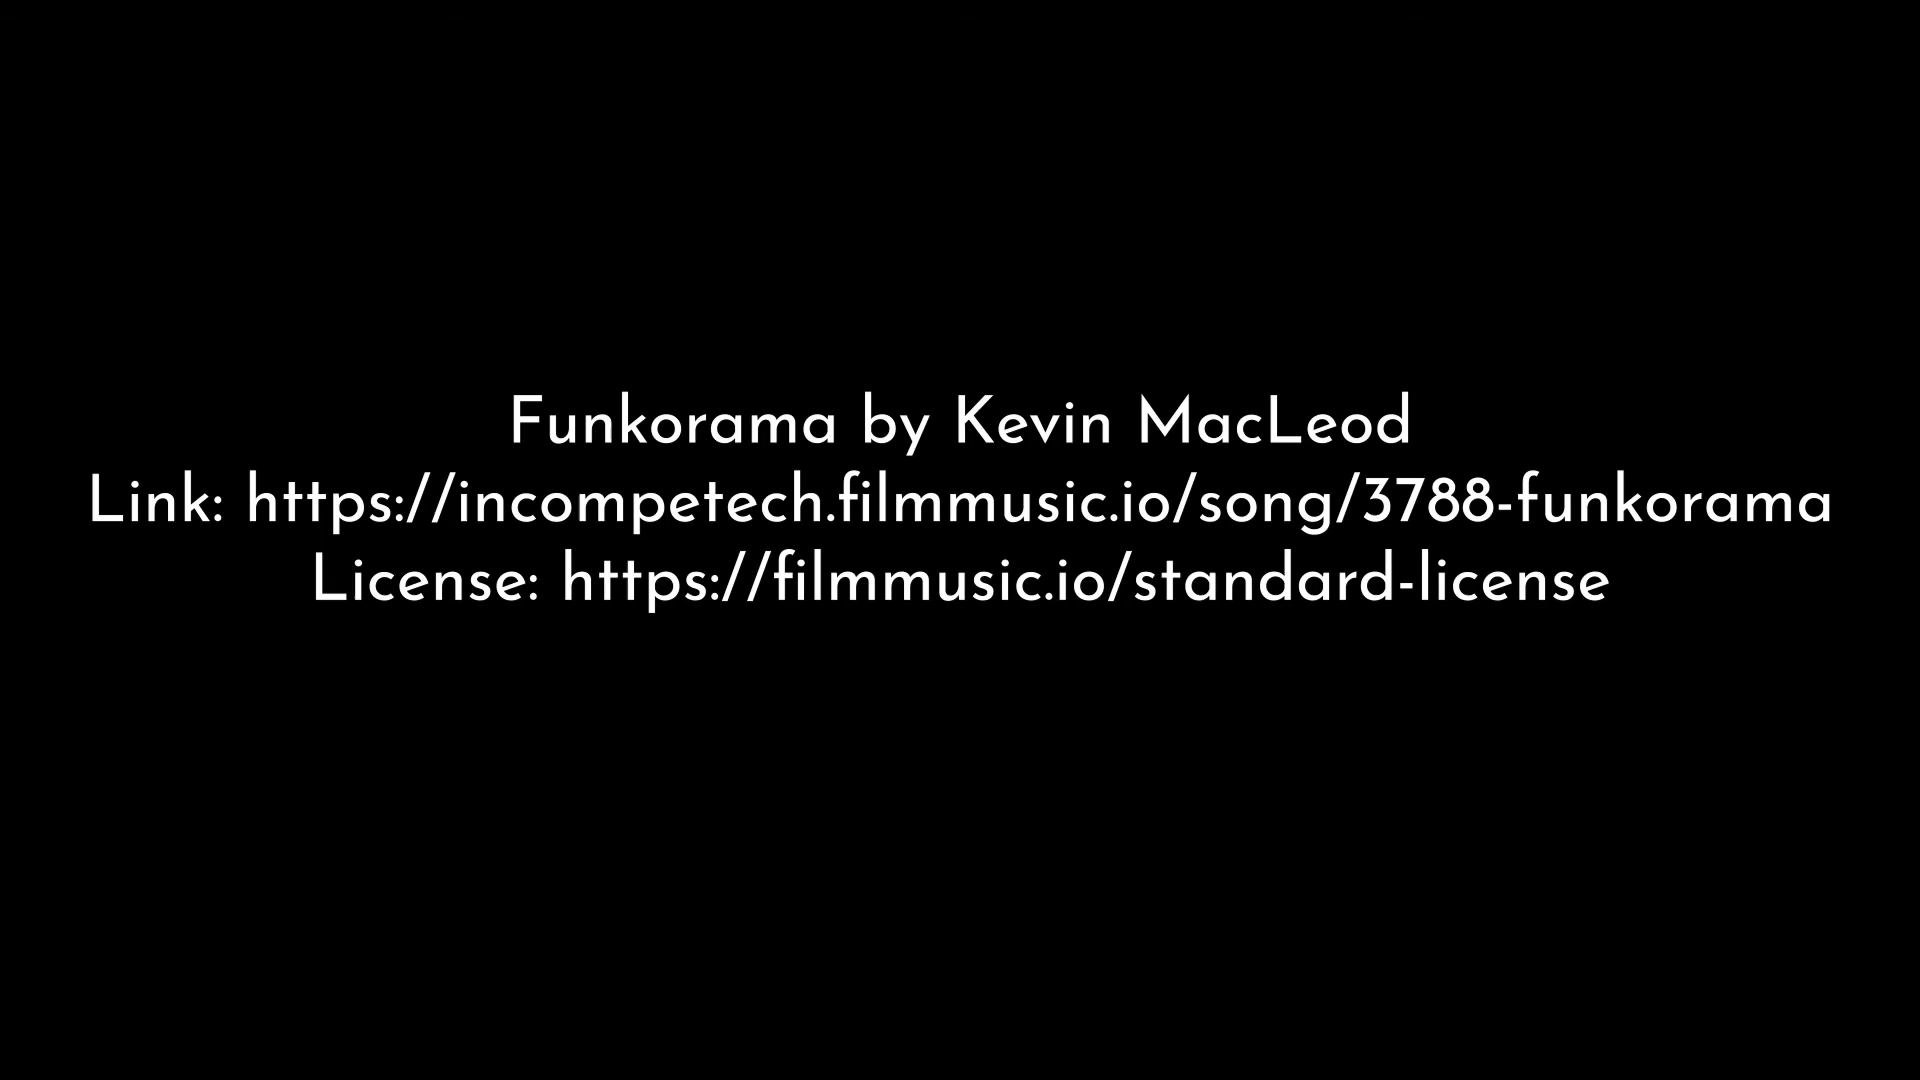 Funkorama by Kevin MacLeod
Link: https://incompetech.filmmusic.io/song/3788-funkorama
License: https://filmmusic.io/standard-license